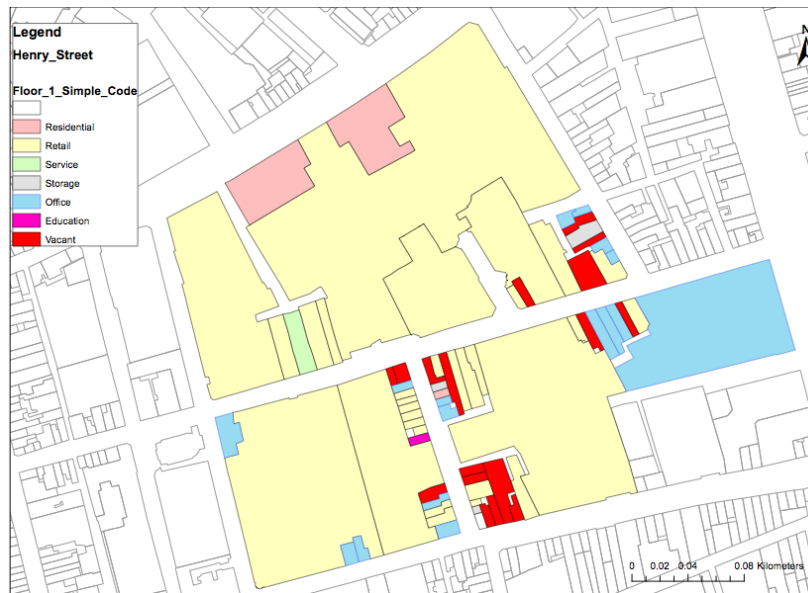 Legend
Henry_Street
Floor_1_Simple_Code
Residential
Retail
Service
Storage
Office
Education
Vacant
N
0 0.02 0.04 0.08 Kilometers